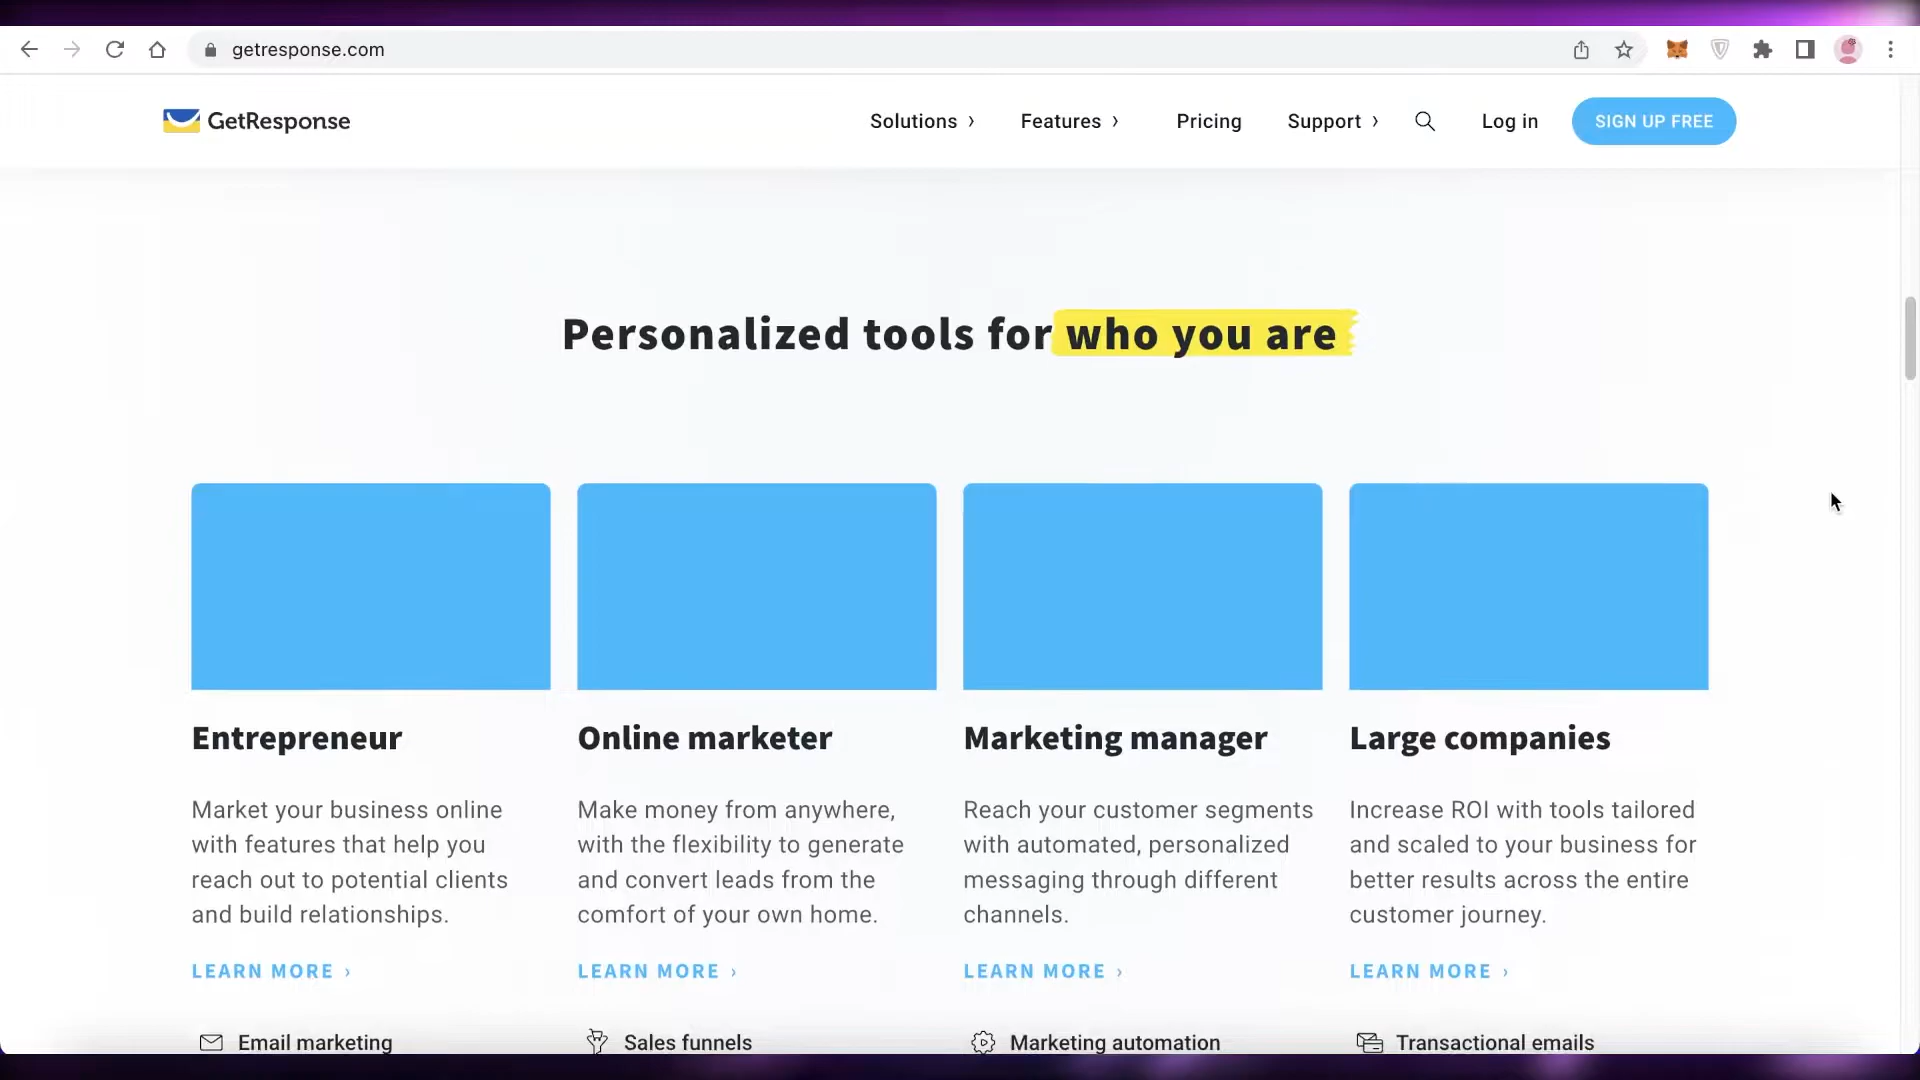 getresponse.com
GetResponse
Solutions › Features › Pricing Support › Log in SIGN UP FREE
Personalized tools for who you are
Entrepreneur
Market your business online
with features that help you
reach out to potential clients
and build relationships.
LEARN MORE ›
Email marketing
Online marketer
Make money from anywhere,
with the flexibility to generate
and convert leads from the
comfort of your own home.
LEARN MORE ›
Sales funnels
Marketing manager
Reach your customer segments
with automated, personalized
messaging through different
channels.
LEARN MORE ›
Marketing automation
Large companies
Increase ROI with tools tailored
and scaled to your business for
better results across the entire
customer journey.
LEARN MORE ›
Transactional emails